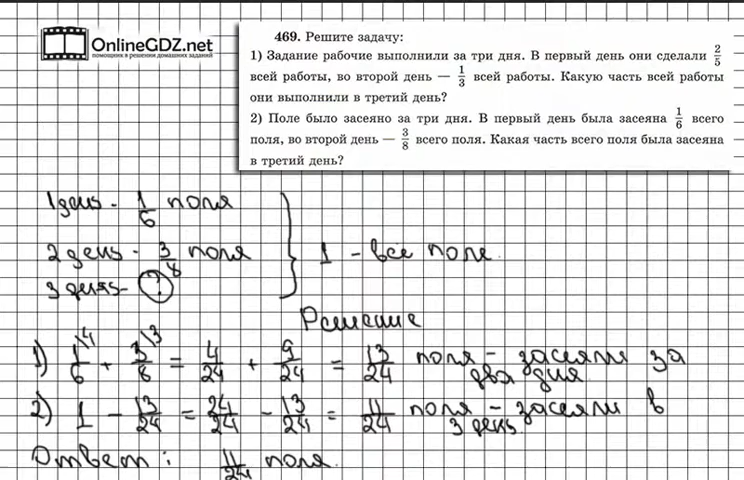 OnlineGDZ.net
помощник в решении домашних заданий
469. Решите задачу:
1) Задание рабочие выполнили за три дня. В первый день они сделали 2/5
всей работы, во второй день — 1/3 всей работы. Какую часть всей работы
они выполнили в третий день?
2) Поле было засеяно за три дня. В первый день была засеяна 1/6 всего
поля, во второй день — 3/8 всего поля. Какая часть всего поля была засеяна
в третий день?
1 день - 1/6 поля
2 день - 3/8 поля } 1 - все поле.
3 день - ?
Решение
1) 1/6 \4 + 3/8 \3 = 4/24 + 9/24 = 13/24 поля - засеяли за
два дня
2) 1 - 13/24 = 24/24 - 13/24 = 11/24 поля - засеяли в
3 день.
Ответ: 11/24 поля.